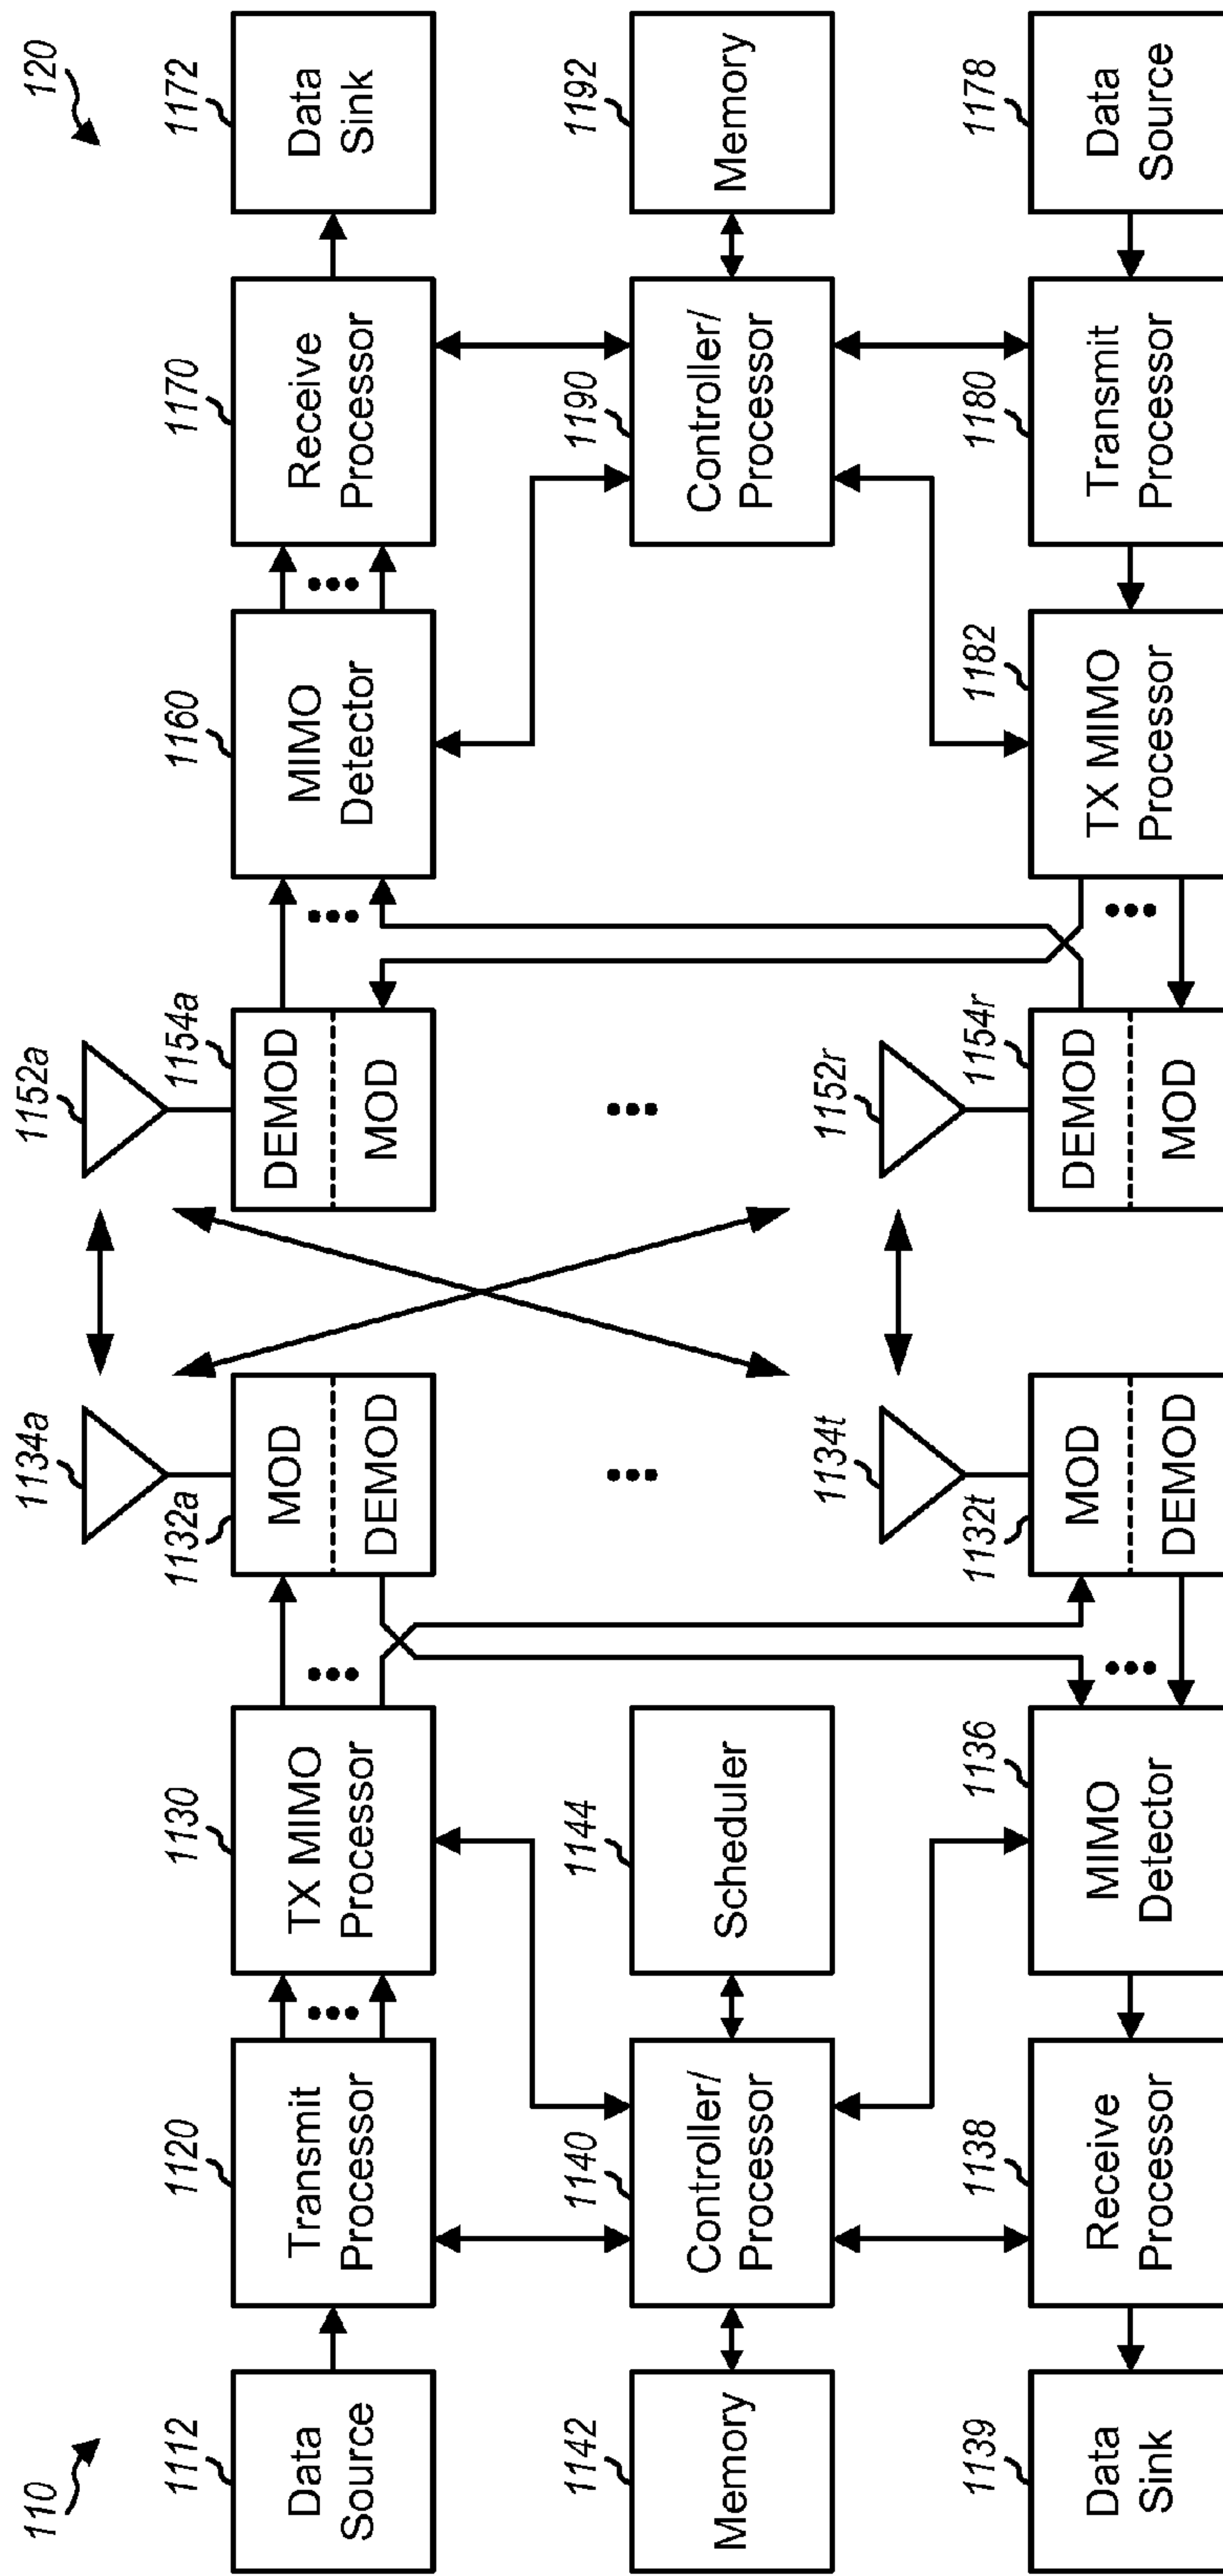 110
120
1112
Data
Source
1120
Transmit
Processor
1130
TX MIMO
Processor
1134a
1132a
MOD
DEMOD
1152a
1154a
DEMOD
MOD
1160
MIMO
Detector
1170
Receive
Processor
1172
Data
Sink
1142
Memory
1140
Controller/
Processor
1144
Scheduler
1190
Controller/
Processor
1192
Memory
1139
Data
Sink
1138
Receive
Processor
1136
MIMO
Detector
1134t
1132t
MOD
DEMOD
1152r
1154r
DEMOD
MOD
1182
TX MIMO
Processor
1180
Transmit
Processor
1178
Data
Source